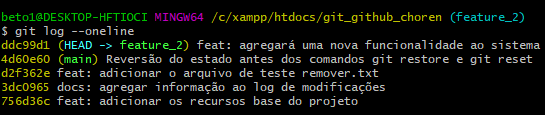 beto1@DESKTOP-HFTIOCI MINGW64 /c/xampp/htdocs/git_github_choren (feature_2)
$ git log --oneline
ddc99d1 (HEAD -> feature_2) feat: agregará uma nova funcionalidade ao sistema
4d60e60 (main) Reversão do estado antes dos comandos git restore e git reset
d2f362e feat: adicionar o arquivo de teste remover.txt
3dc0965 docs: agregar informação ao log de modificações
756d36c feat: adicionar os recursos base do projeto